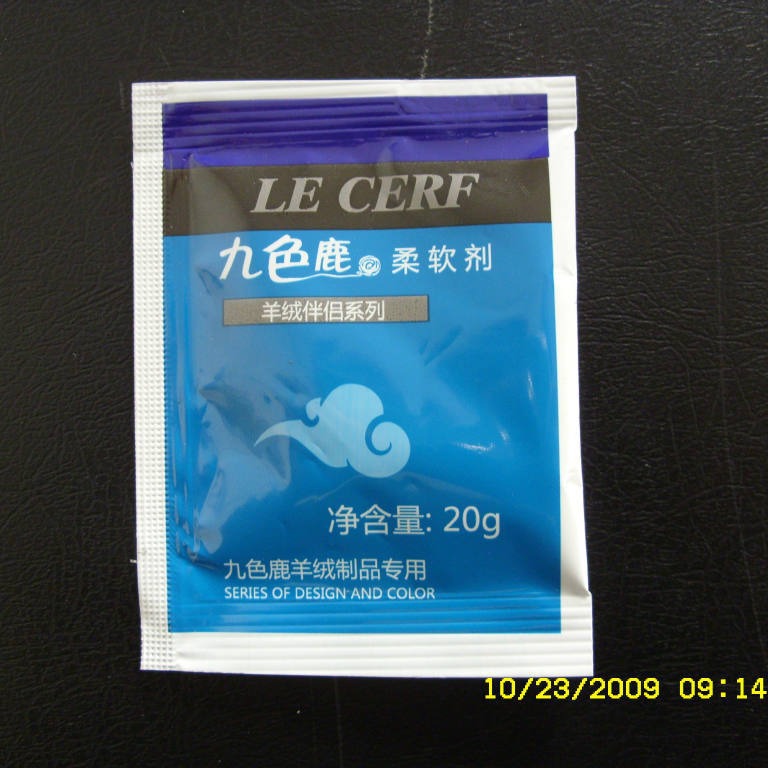 LE CERF
九色鹿 柔软剂
羊绒伴侣系列
净含量: 20g
九色鹿羊绒制品专用
SERIES OF DESIGN AND COLOR
10/23/2009 09:14